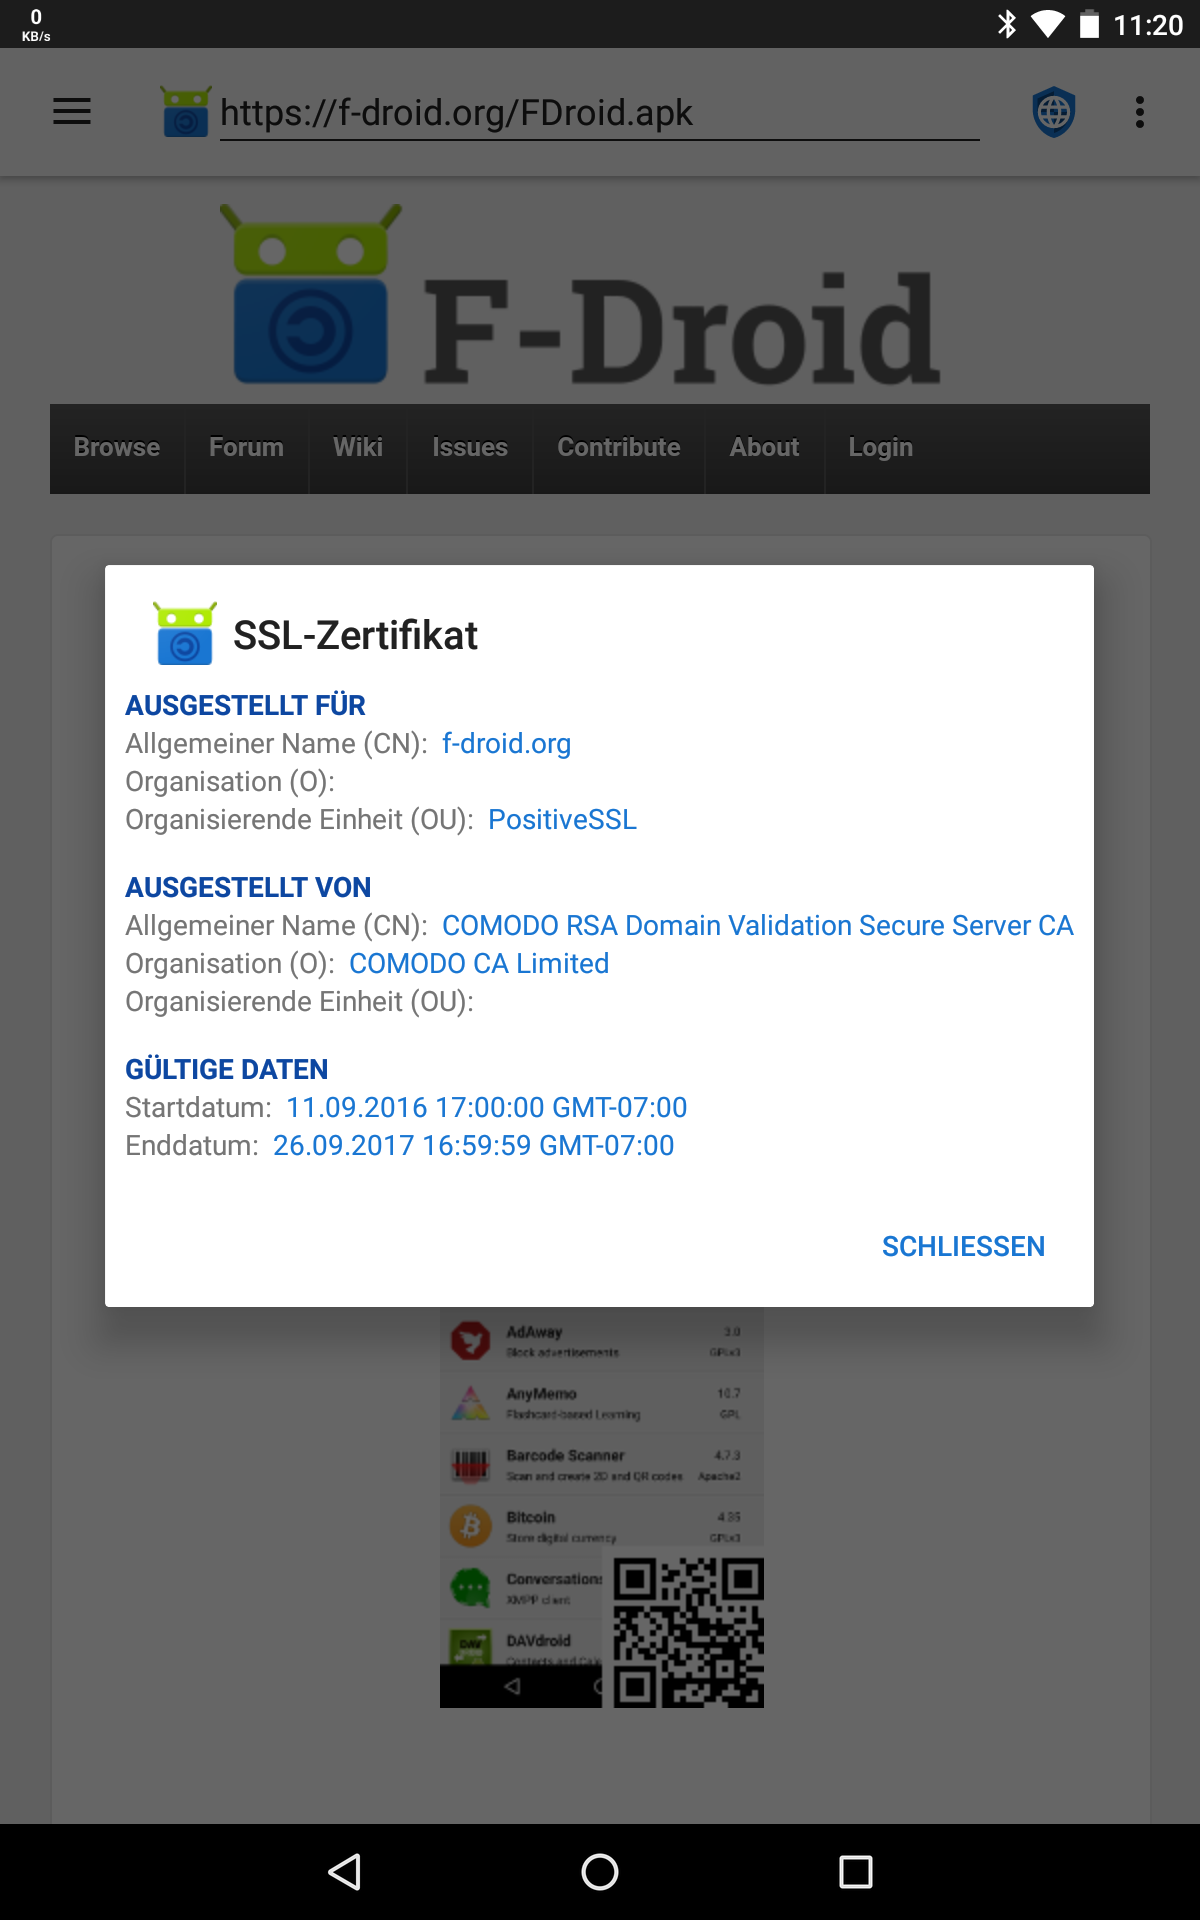 0
KB/s
11:20
https://f-droid.org/FDroid.apk
F-Droid
Browse Forum Wiki Issues Contribute About Login
SSL-Zertifikat
AUSGESTELLT FÜR
Allgemeiner Name (CN): f-droid.org
Organisation (O):
Organisierende Einheit (OU): PositiveSSL
AUSGESTELLT VON
Allgemeiner Name (CN): COMODO RSA Domain Validation Secure Server CA
Organisation (O): COMODO CA Limited
Organisierende Einheit (OU):
GÜLTIGE DATEN
Startdatum: 11.09.2016 17:00:00 GMT-07:00
Enddatum: 26.09.2017 16:59:59 GMT-07:00
SCHLIESSEN
AdAway 3.0
Block advertisements GPLv3
AnyMemo 10.7
Flashcard-based Learning GPL
Barcode Scanner 4.7.3
Scan and create 2D and QR codes Apache2
Bitcoin 4.35
Store digital currency GPLv3
Conversations
XMPP client
DAVdroid
DAV
Contacts and Cale